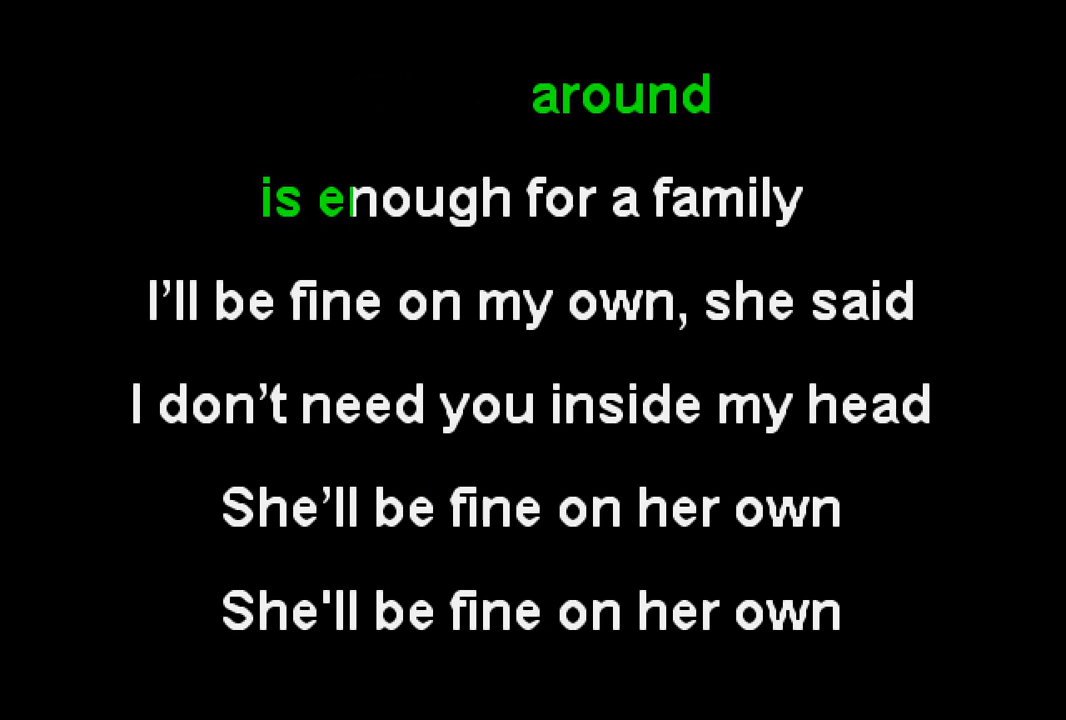 around
is enough for a family
I’ll be fine on my own, she said
I don’t need you inside my head
She’ll be fine on her own
She'll be fine on her own